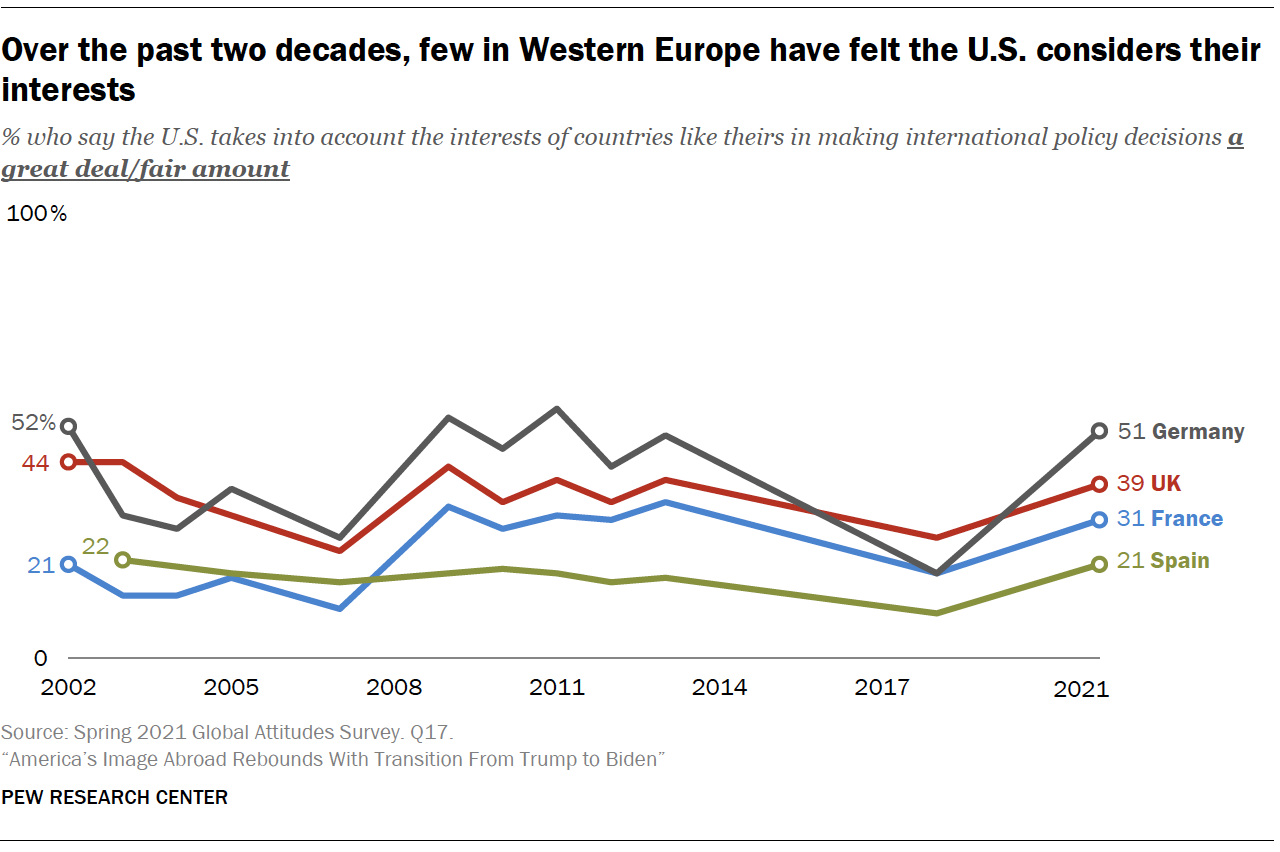 Over the past two decades, few in Western Europe have felt the U.S. considers their
interests
% who say the U.S. takes into account the interests of countries like theirs in making international policy decisions a
great deal/fair amount
100%
52%
44
22
21
51 Germany
39 UK
31 France
21 Spain
0
2002 2005 2008 2011 2014 2017 2021
Source: Spring 2021 Global Attitudes Survey. Q17.
“America’s Image Abroad Rebounds With Transition From Trump to Biden”
PEW RESEARCH CENTER